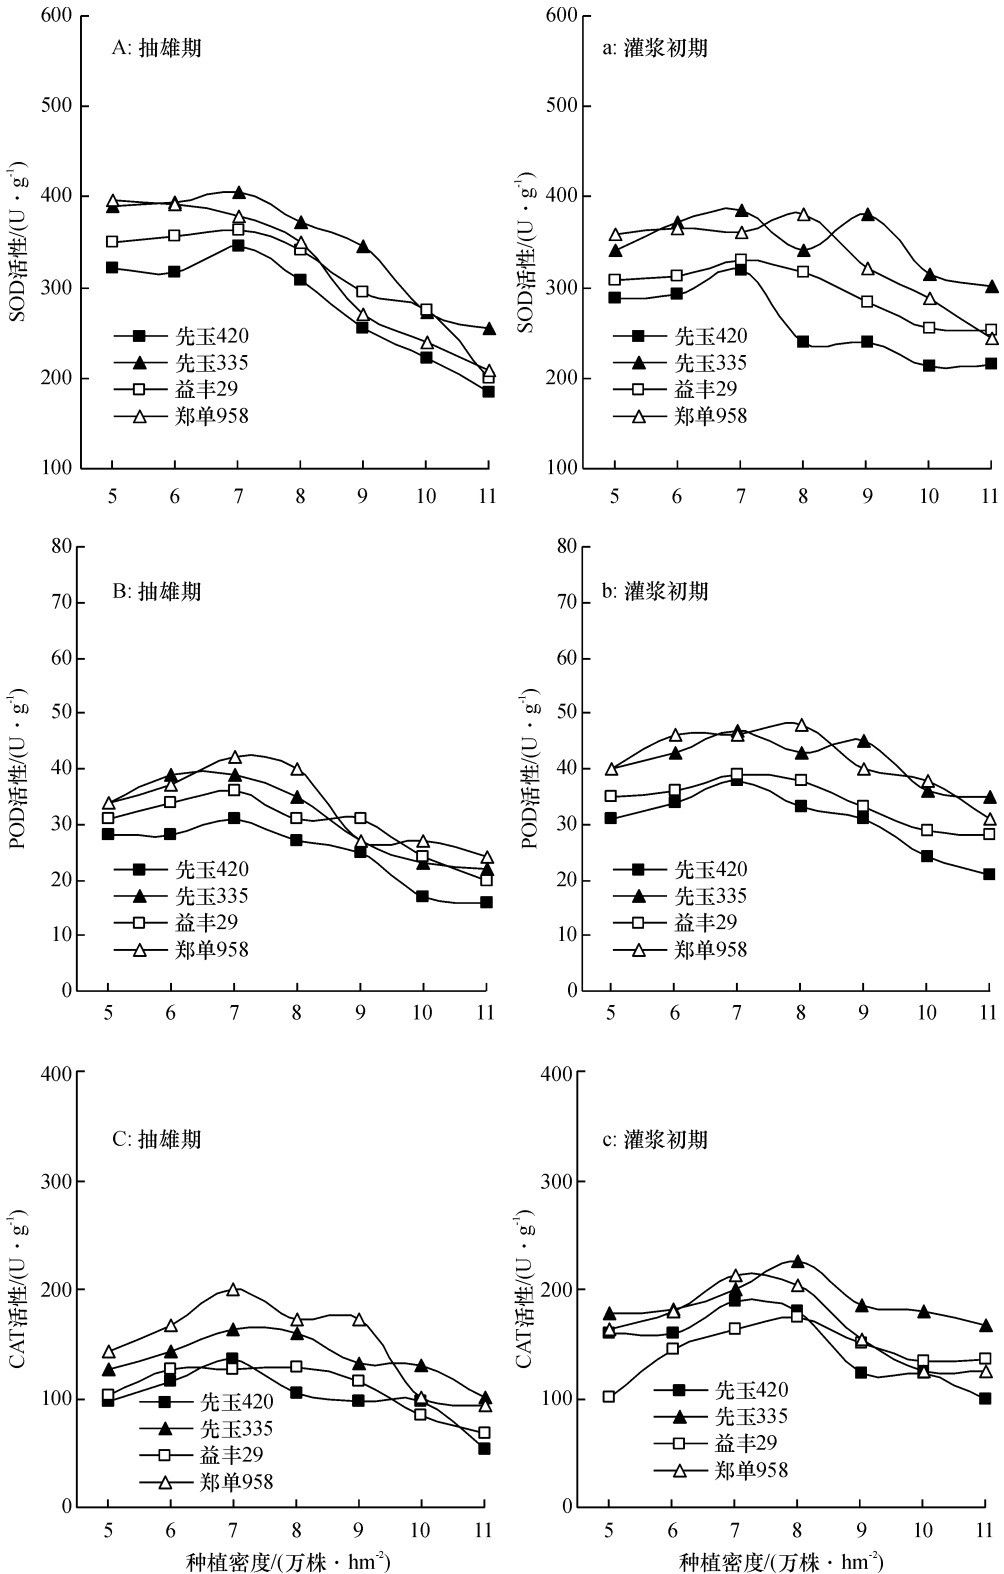 A: 抽雄期
600
500
400
300
200
100
SOD活性/(U·g⁻¹)
先玉420
先玉335
益丰29
郑单958
5 6 7 8 9 10 11
a: 灌浆初期
600
500
400
300
200
100
SOD活性/(U·g⁻¹)
先玉420
先玉335
益丰29
郑单958
5 6 7 8 9 10 11
B: 抽雄期
80
70
60
50
40
30
20
10
0
POD活性/(U·g⁻¹)
先玉420
先玉335
益丰29
郑单958
5 6 7 8 9 10 11
b: 灌浆初期
80
70
60
50
40
30
20
10
0
POD活性/(U·g⁻¹)
先玉420
先玉335
益丰29
郑单958
5 6 7 8 9 10 11
C: 抽雄期
400
300
200
100
0
CAT活性/(U·g⁻¹)
先玉420
先玉335
益丰29
郑单958
5 6 7 8 9 10 11
种植密度/(万株·hm⁻²)
c: 灌浆初期
400
300
200
100
0
CAT活性/(U·g⁻¹)
先玉420
先玉335
益丰29
郑单958
5 6 7 8 9 10 11
种植密度/(万株·hm⁻²)